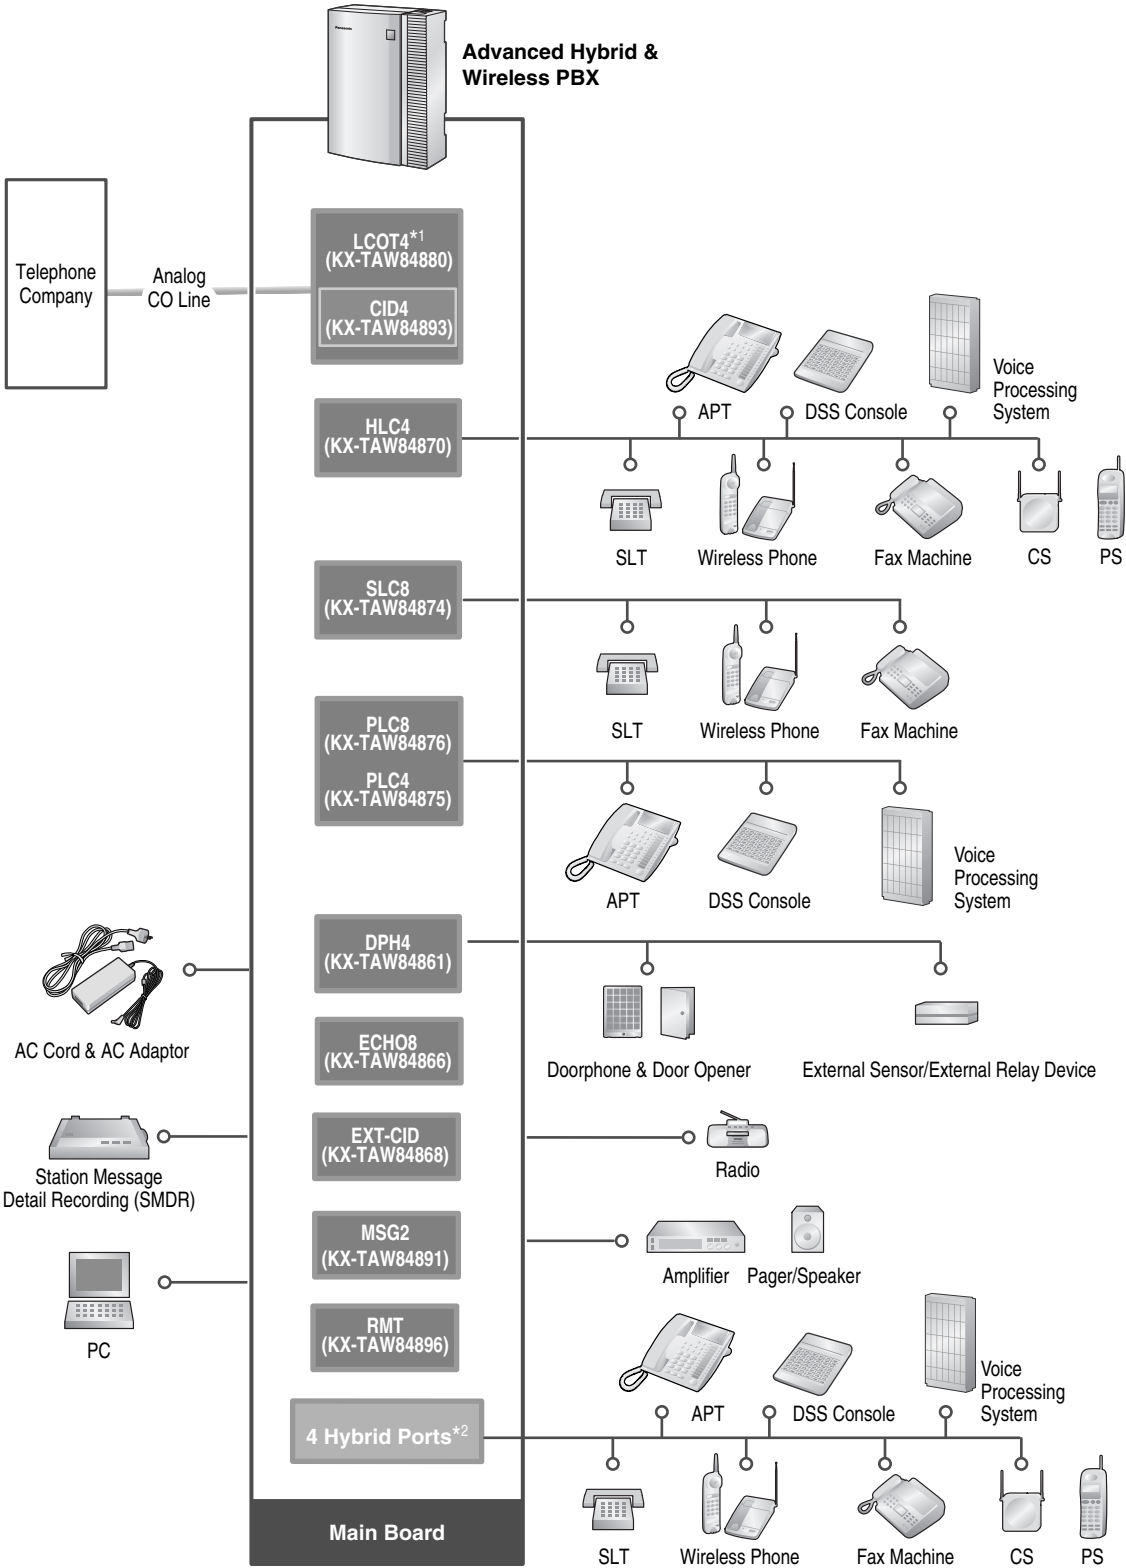 Panasonic
Advanced Hybrid &
Wireless PBX
LCOT4*1
(KX-TAW84880)
CID4
(KX-TAW84893)
Telephone
Company
Analog
CO Line
HLC4
(KX-TAW84870)
APT
DSS Console
Voice
Processing
System
SLT
Wireless Phone
Fax Machine
CS
PS
SLC8
(KX-TAW84874)
SLT
Wireless Phone
Fax Machine
PLC8
(KX-TAW84876)
PLC4
(KX-TAW84875)
APT
DSS Console
Voice
Processing
System
DPH4
(KX-TAW84861)
AC Cord & AC Adaptor
Doorphone & Door Opener
External Sensor/External Relay Device
ECHO8
(KX-TAW84866)
EXT-CID
(KX-TAW84868)
Station Message
Detail Recording (SMDR)
Radio
MSG2
(KX-TAW84891)
Amplifier
Pager/Speaker
PC
RMT
(KX-TAW84896)
APT
DSS Console
Voice
Processing
System
4 Hybrid Ports*2
SLT
Wireless Phone
Fax Machine
CS
PS
Main Board